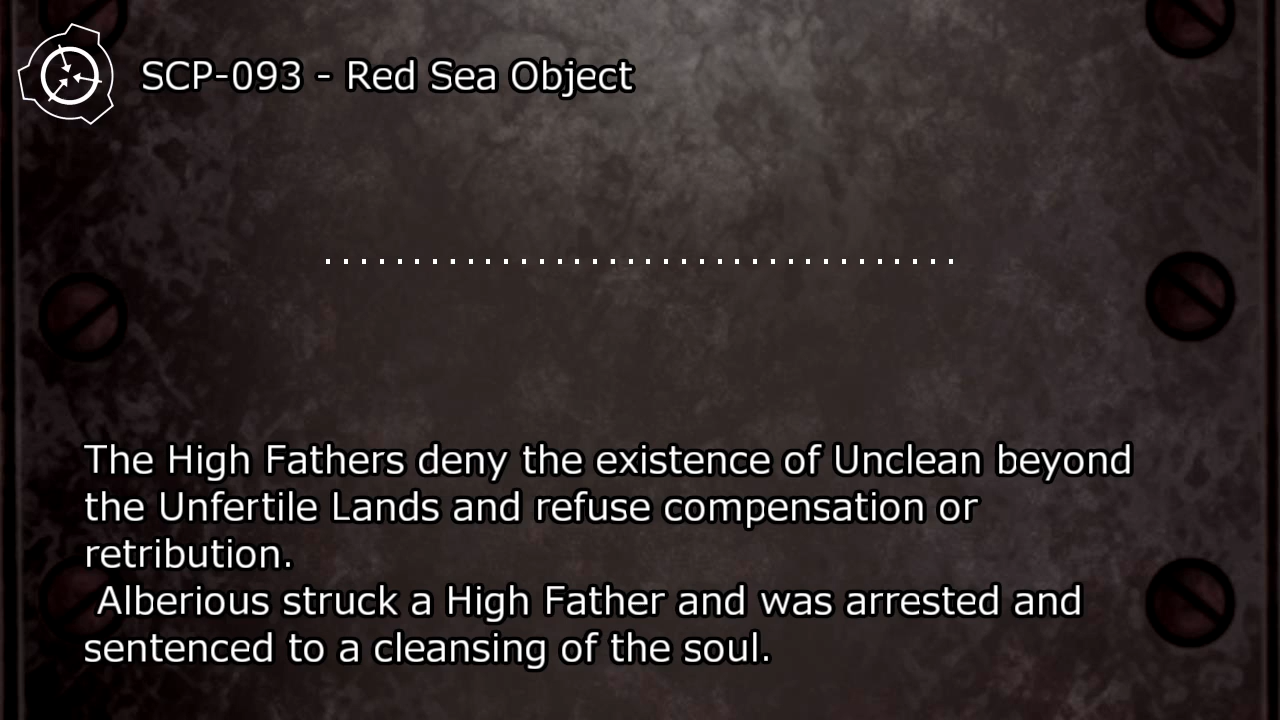 SCP-093 - Red Sea Object
....................................
The High Fathers deny the existence of Unclean beyond
the Unfertile Lands and refuse compensation or
retribution.
Alberious struck a High Father and was arrested and
sentenced to a cleansing of the soul.